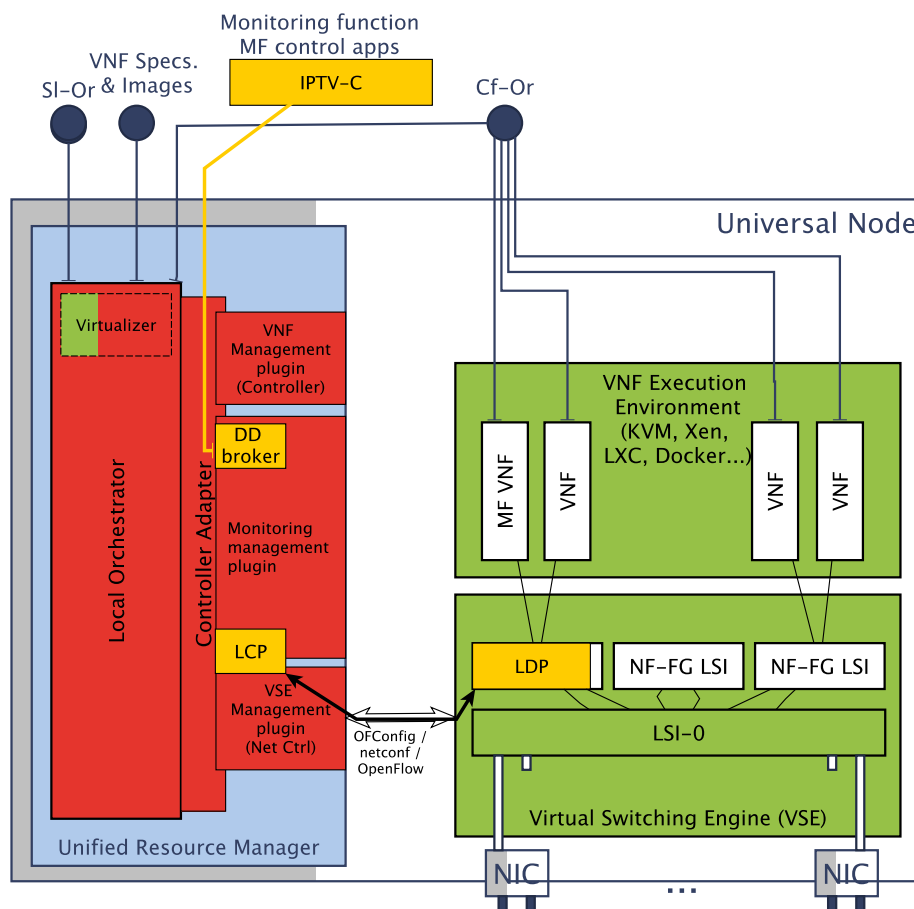 Monitoring function
MF control apps
VNF Specs.
& Images
Sl-Or
IPTV-C
Cf-Or
Universal Node
Virtualizer
VNF
Management
plugin
(Controller)
DD
broker
Monitoring
management
plugin
Local Orchestrator
Controller Adapter
LCP
VSE
Management
plugin
(Net Ctrl)
Unified Resource Manager
OFConfig /
netconf /
OpenFlow
VNF Execution
Environment
(KVM, Xen,
LXC, Docker...)
MF VNF
VNF
VNF
VNF
LDP
NF-FG LSI
NF-FG LSI
LSI-0
Virtual Switching Engine (VSE)
NIC
...
NIC